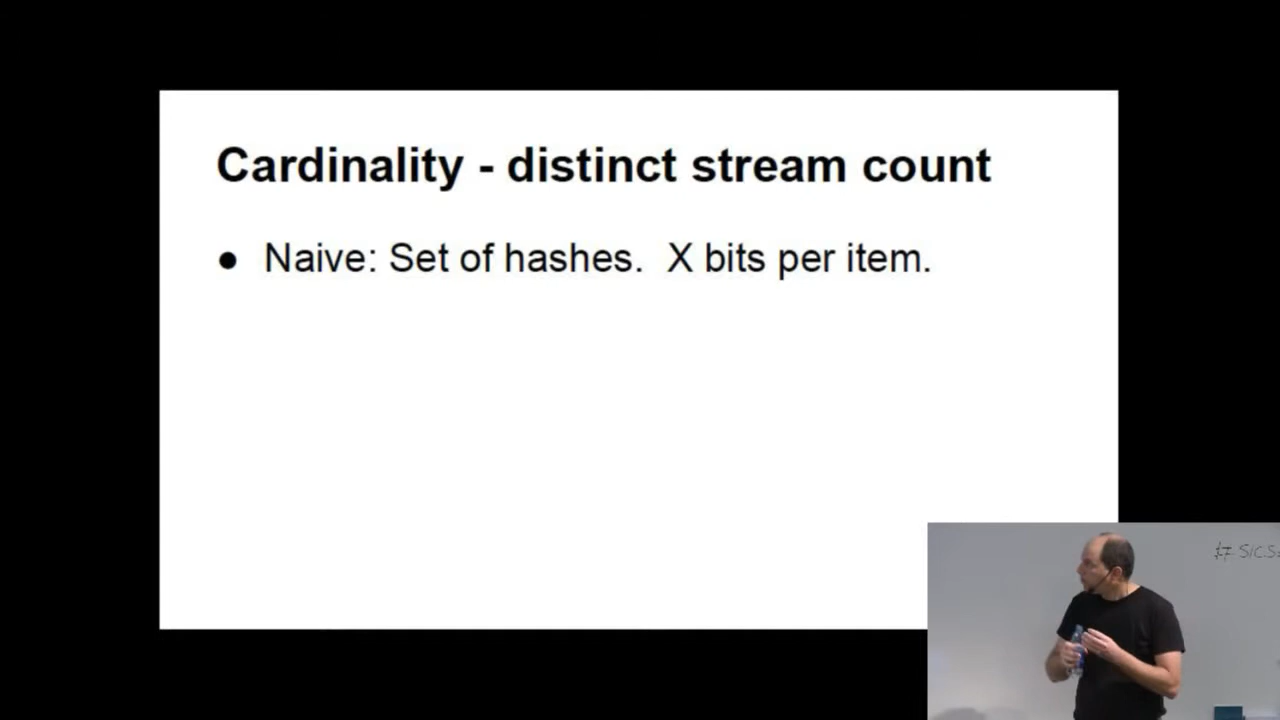 Cardinality - distinct stream count
● Naive: Set of hashes.  X bits per item.